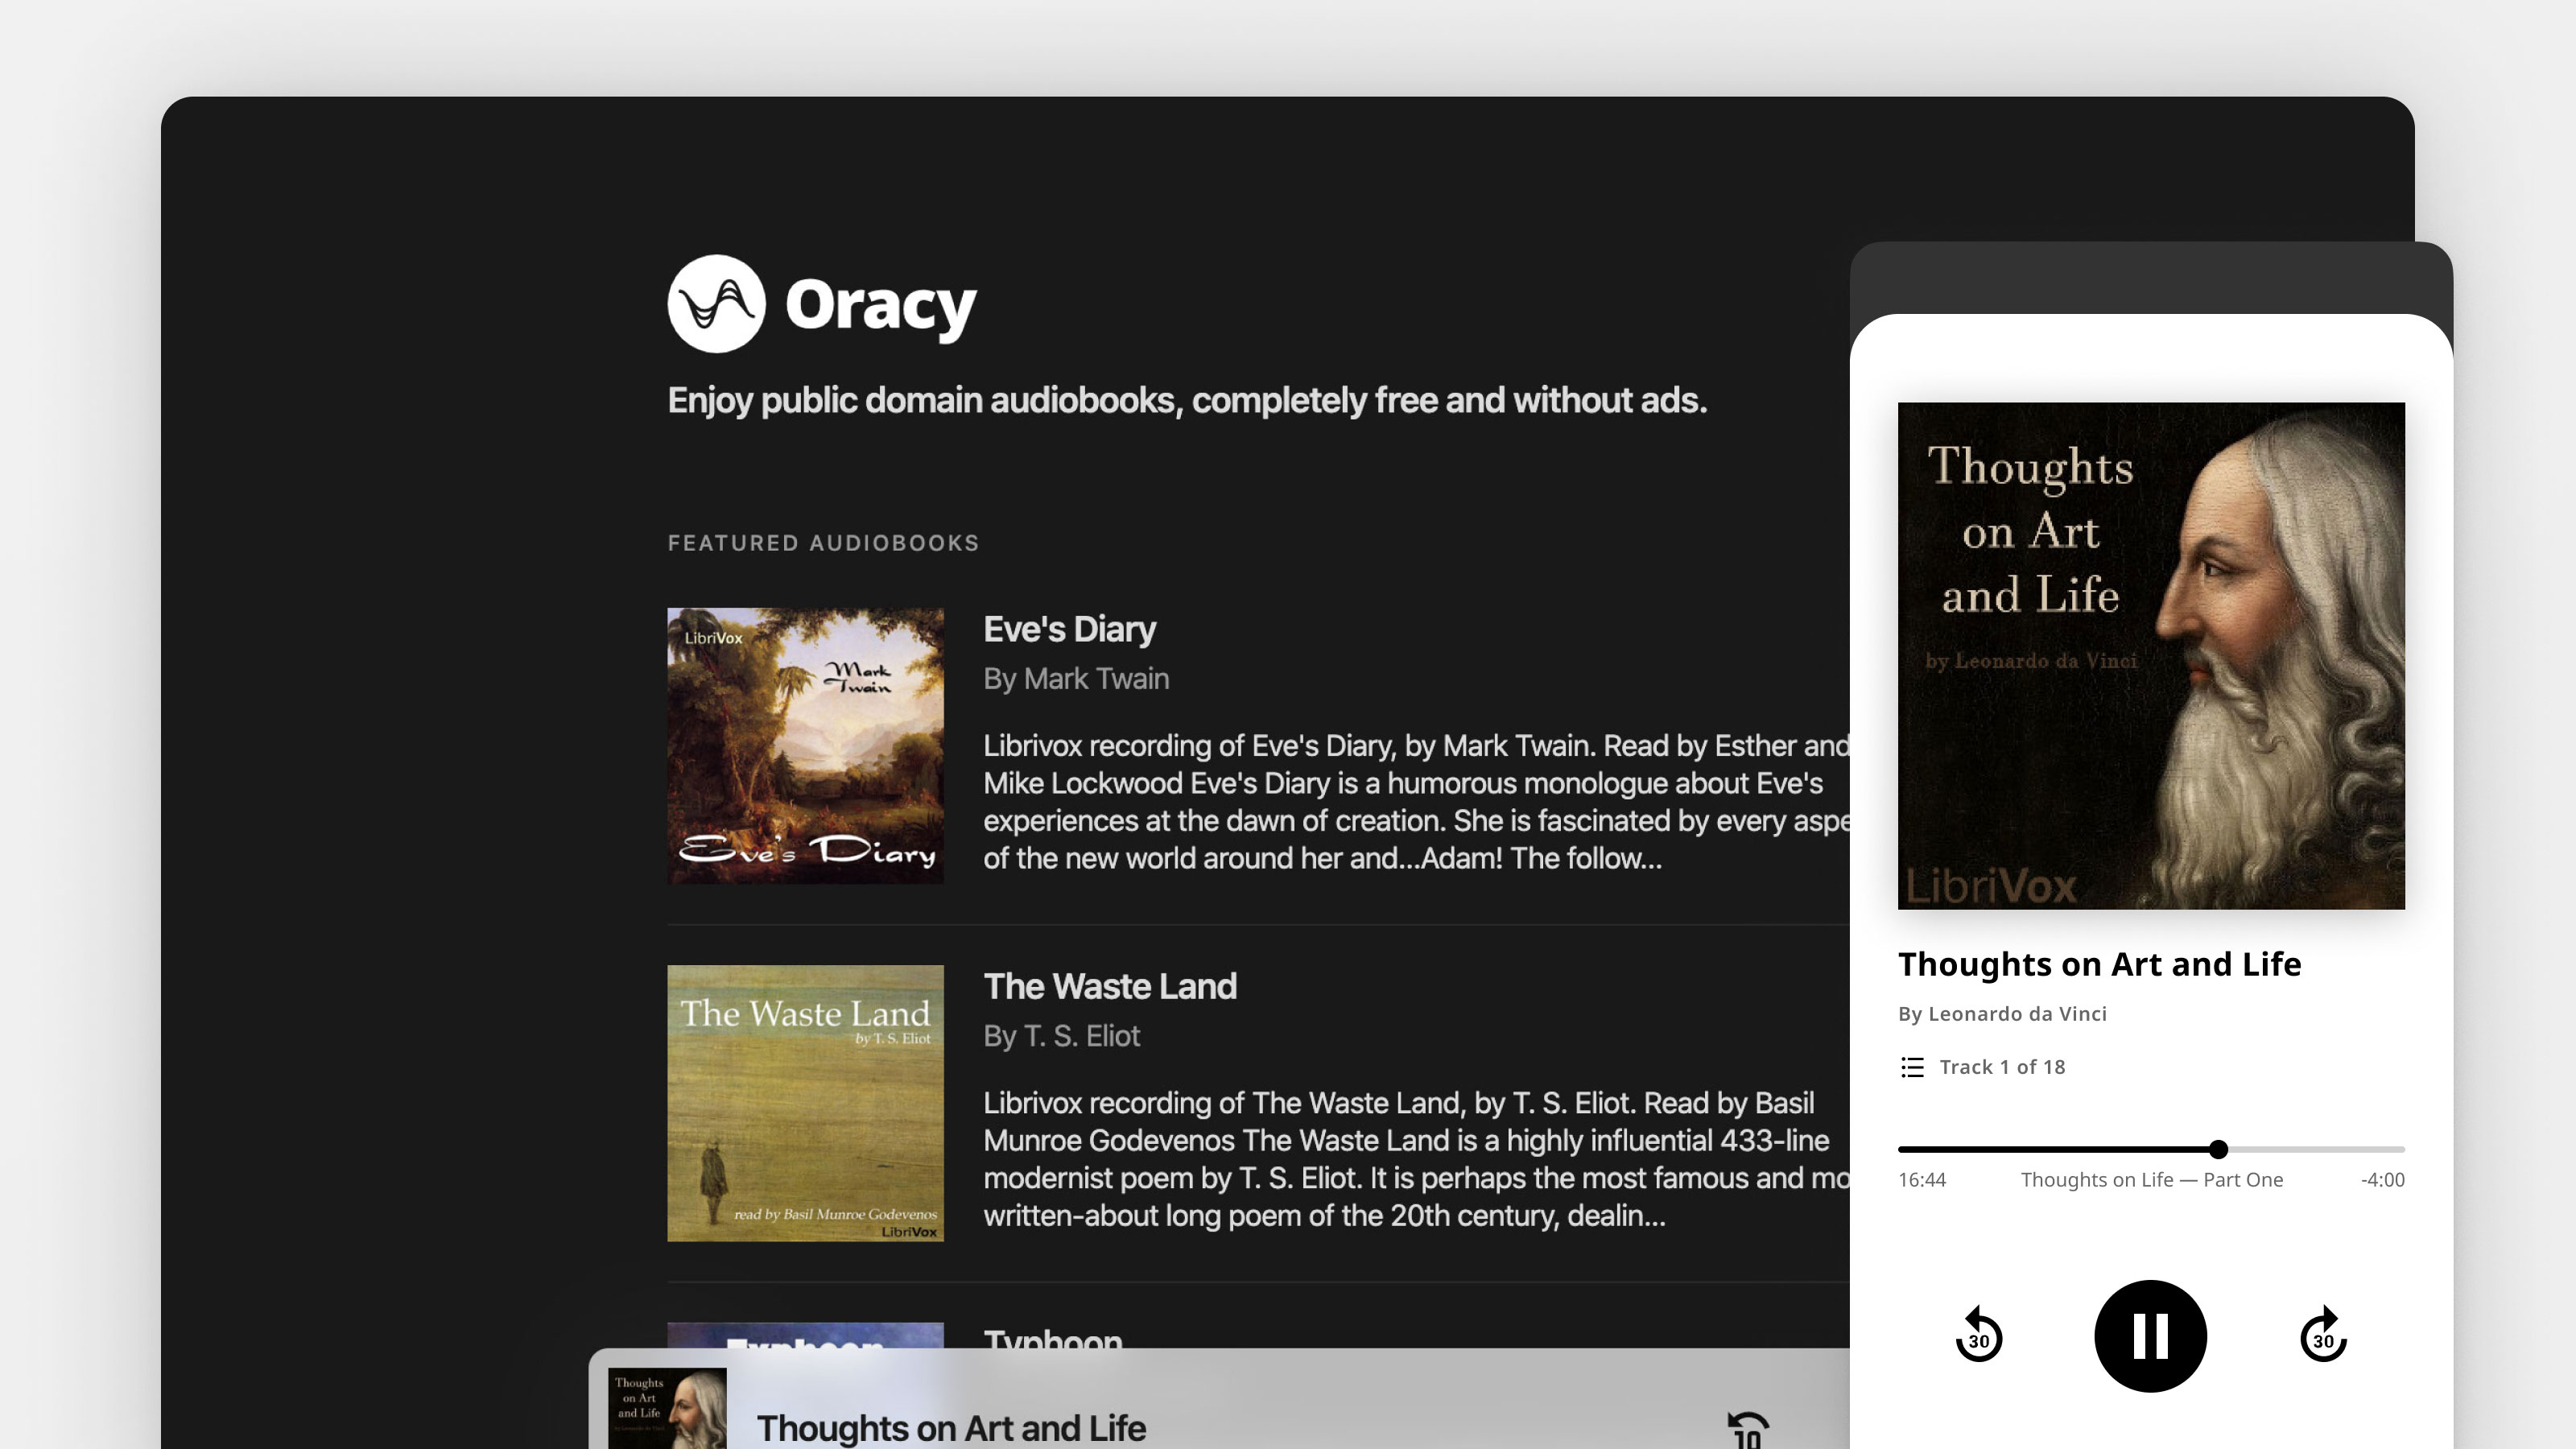 Oracy
Enjoy public domain audiobooks, completely free and without ads.
FEATURED AUDIOBOOKS
LibriVox
Mark
Twain
Eve's Diary
Eve's Diary
By Mark Twain
Librivox recording of Eve's Diary, by Mark Twain. Read by Esther and
Mike Lockwood Eve's Diary is a humorous monologue about Eve's
experiences at the dawn of creation. She is fascinated by every aspe
of the new world around her and...Adam! The follow...
The Waste Land
by T. S. Eliot
read by Basil Munroe Godevenos
LibriVox
The Waste Land
By T. S. Eliot
Librivox recording of The Waste Land, by T. S. Eliot. Read by Basil
Munroe Godevenos The Waste Land is a highly influential 433-line
modernist poem by T. S. Eliot. It is perhaps the most famous and mo
written-about long poem of the 20th century, dealin...
Typhoon
Typhoon
Thoughts
on Art
and Life
Thoughts on Art and Life
10
Thoughts
on Art
and Life
by Leonardo da Vinci
LibriVox
Thoughts on Art and Life
By Leonardo da Vinci
Track 1 of 18
16:44 Thoughts on Life — Part One -4:00
30 30